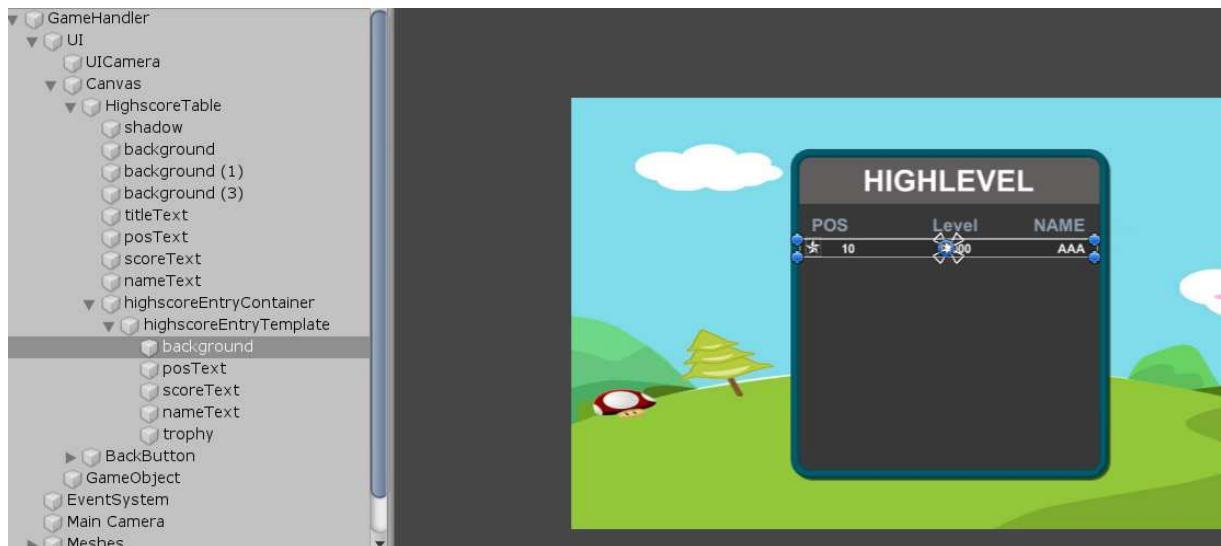 GameHandler
UI
UICamera
Canvas
HighscoreTable
shadow
background
background (1)
background (3)
titleText
posText
scoreText
nameText
highscoreEntryContainer
highscoreEntryTemplate
background
posText
scoreText
nameText
trophy
BackButton
GameObject
EventSystem
Main Camera
Meshes
HIGHLEVEL
POS Level NAME
10 AAA